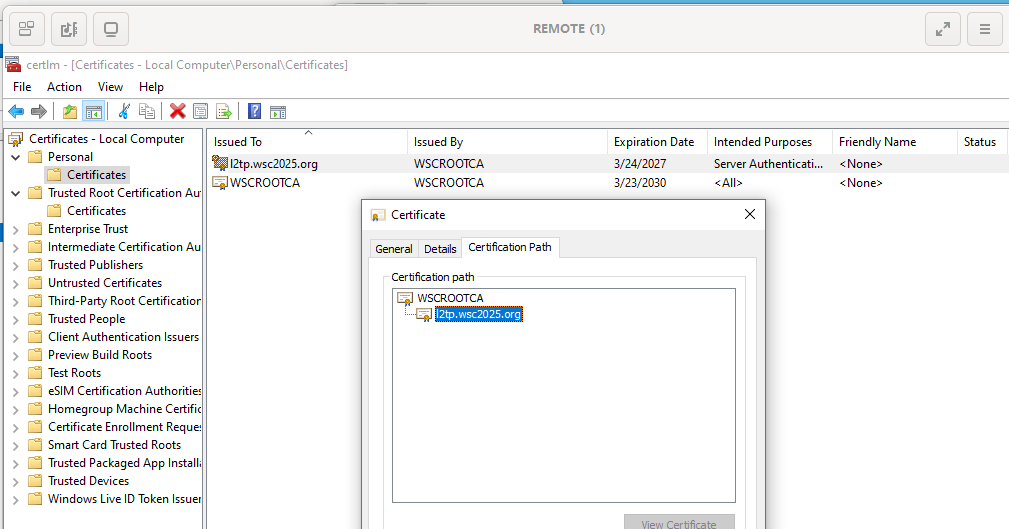 REMOTE (1)
certlm - [Certificates - Local Computer\Personal\Certificates]
File Action View Help
Certificates - Local Computer
Personal
Certificates
Trusted Root Certification Au
Certificates
Enterprise Trust
Intermediate Certification Au
Trusted Publishers
Untrusted Certificates
Third-Party Root Certification
Trusted People
Client Authentication Issuers
Preview Build Roots
Test Roots
eSIM Certification Authorities
Homegroup Machine Certific
Certificate Enrollment Reque
Smart Card Trusted Roots
Trusted Packaged App Install
Trusted Devices
Windows Live ID Token Issuer
Issued To Issued By Expiration Date Intended Purposes Friendly Name Status
l2tp.wsc2025.org WSCROOTCA 3/24/2027 Server Authenticati... <None>
WSCROOTCA WSCROOTCA 3/23/2030 <All> <None>
Certificate
General Details Certification Path
Certification path
WSCROOTCA
l2tp.wsc2025.org
View Certificate